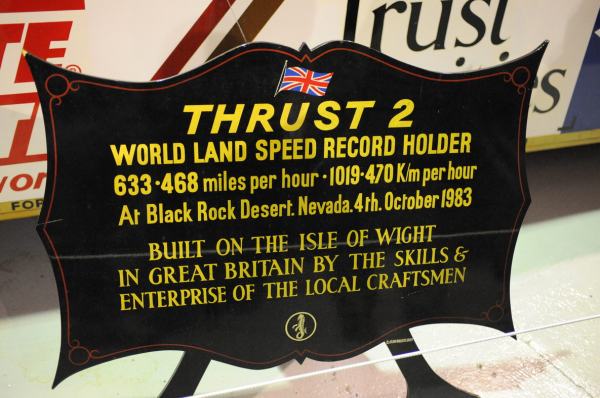 Trust
THRUST 2
WORLD LAND SPEED RECORD HOLDER
633·468 miles per hour · 1019·470 K/m per hour
At Black Rock Desert. Nevada. 4th. October 1983
BUILT ON THE ISLE OF WIGHT
IN GREAT BRITAIN BY THE SKILLS &
ENTERPRISE OF THE LOCAL CRAFTSMEN